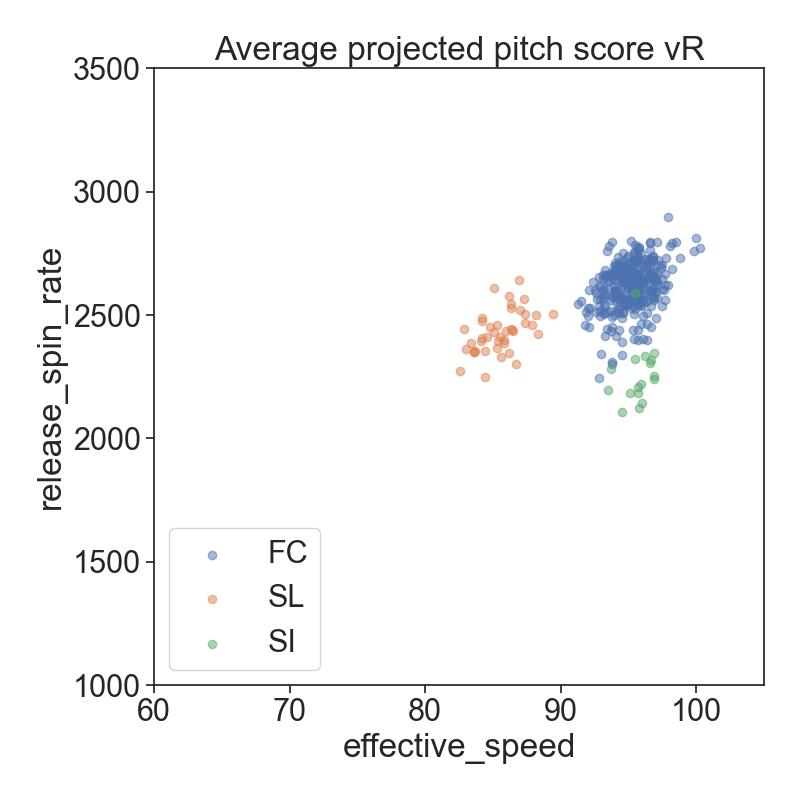 Average projected pitch score vR
3500
3000
2500
2000
1500
1000
release_spin_rate
FC
SL
SI
60 70 80 90 100
effective_speed